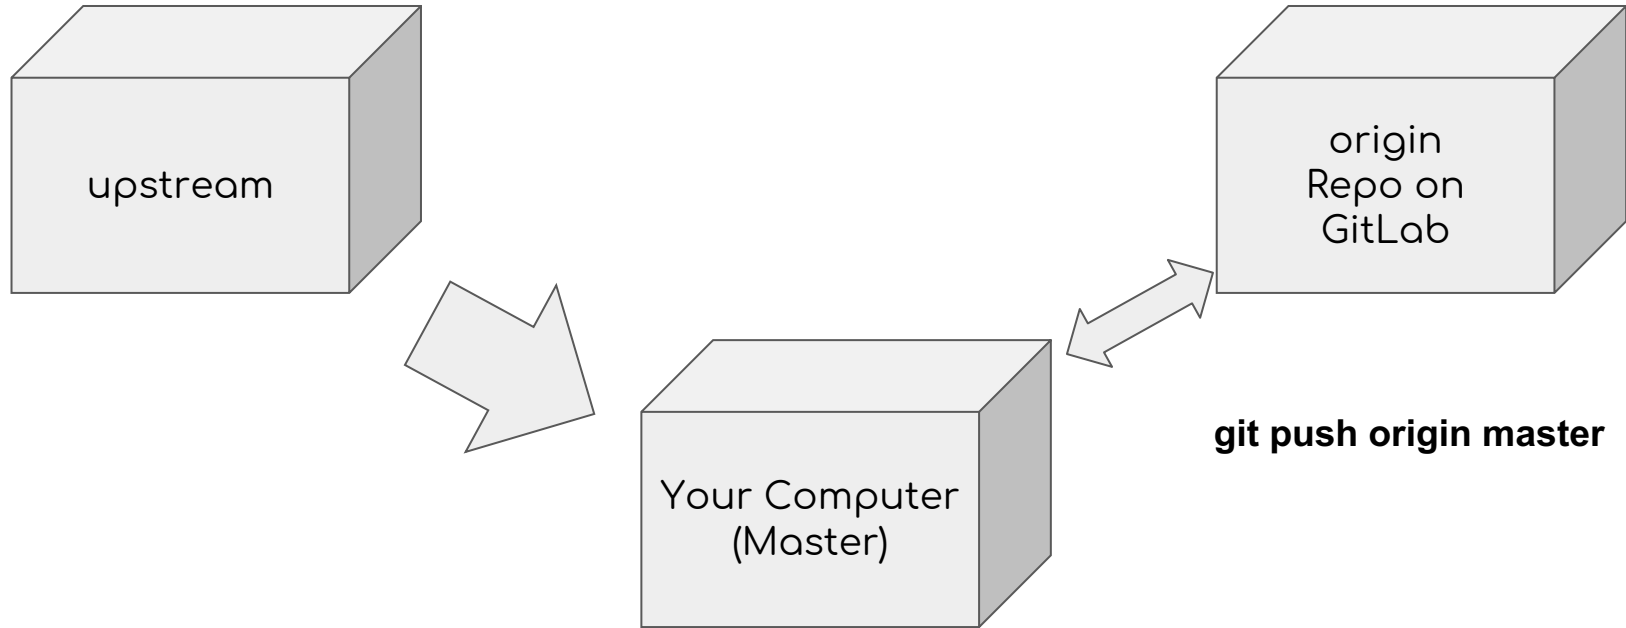 upstream
origin
Repo on
GitLab
git push origin master
Your Computer
(Master)